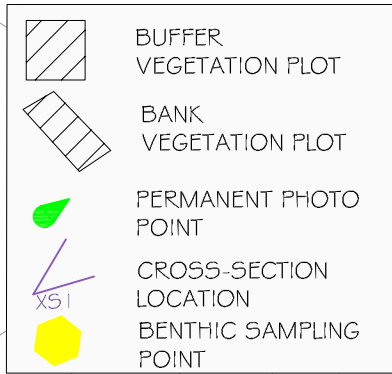 BUFFER
VEGETATION PLOT
BANK
VEGETATION PLOT
PERMANENT PHOTO
POINT
CROSS-SECTION
LOCATION
XS1
BENTHIC SAMPLING
POINT